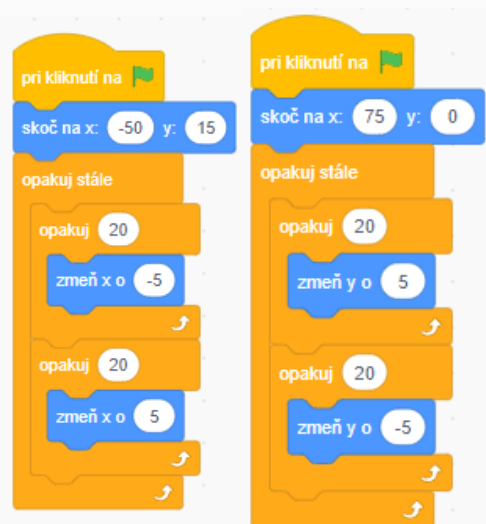 pri kliknutí na
skoč na x: -50 y: 15
opakuj stále
opakuj 20
zmeň x o -5
opakuj 20
zmeň x o 5
pri kliknutí na
skoč na x: 75 y: 0
opakuj stále
opakuj 20
zmeň y o 5
opakuj 20
zmeň y o -5